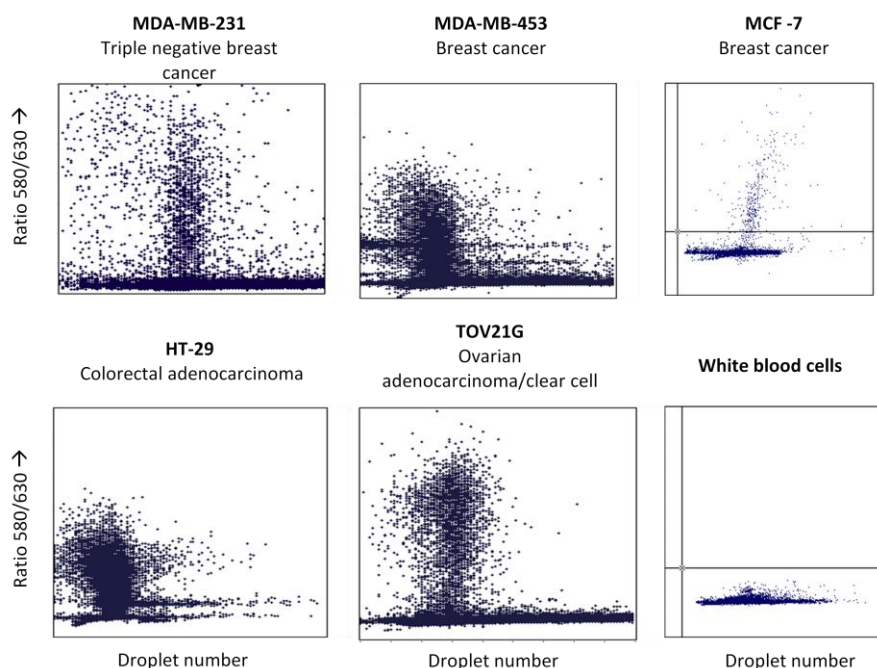 MDA-MB-231
Triple negative breast
cancer
MDA-MB-453
Breast cancer
MCF -7
Breast cancer
Ratio 580/630 →
HT-29
Colorectal adenocarcinoma
TOV21G
Ovarian
adenocarcinoma/clear cell
White blood cells
Ratio 580/630 →
Droplet number
Droplet number
Droplet number